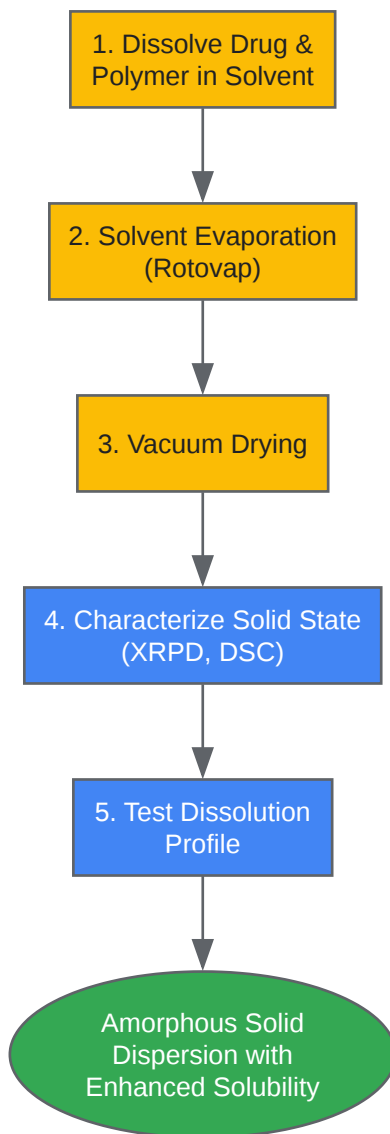 1. Dissolve Drug &
Polymer in Solvent
2. Solvent Evaporation
(Rotovap)
3. Vacuum Drying
4. Characterize Solid State
(XRPD, DSC)
5. Test Dissolution
Profile
Amorphous Solid
Dispersion with
Enhanced Solubility